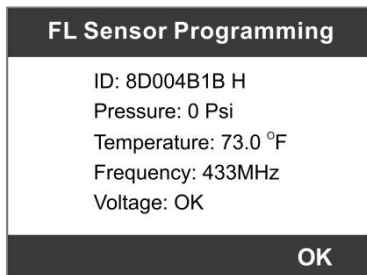 FL Sensor Programming
ID: 8D004B1B H
Pressure: 0 Psi
Temperature: 73.0 °F
Frequency: 433MHz
Voltage: OK
OK